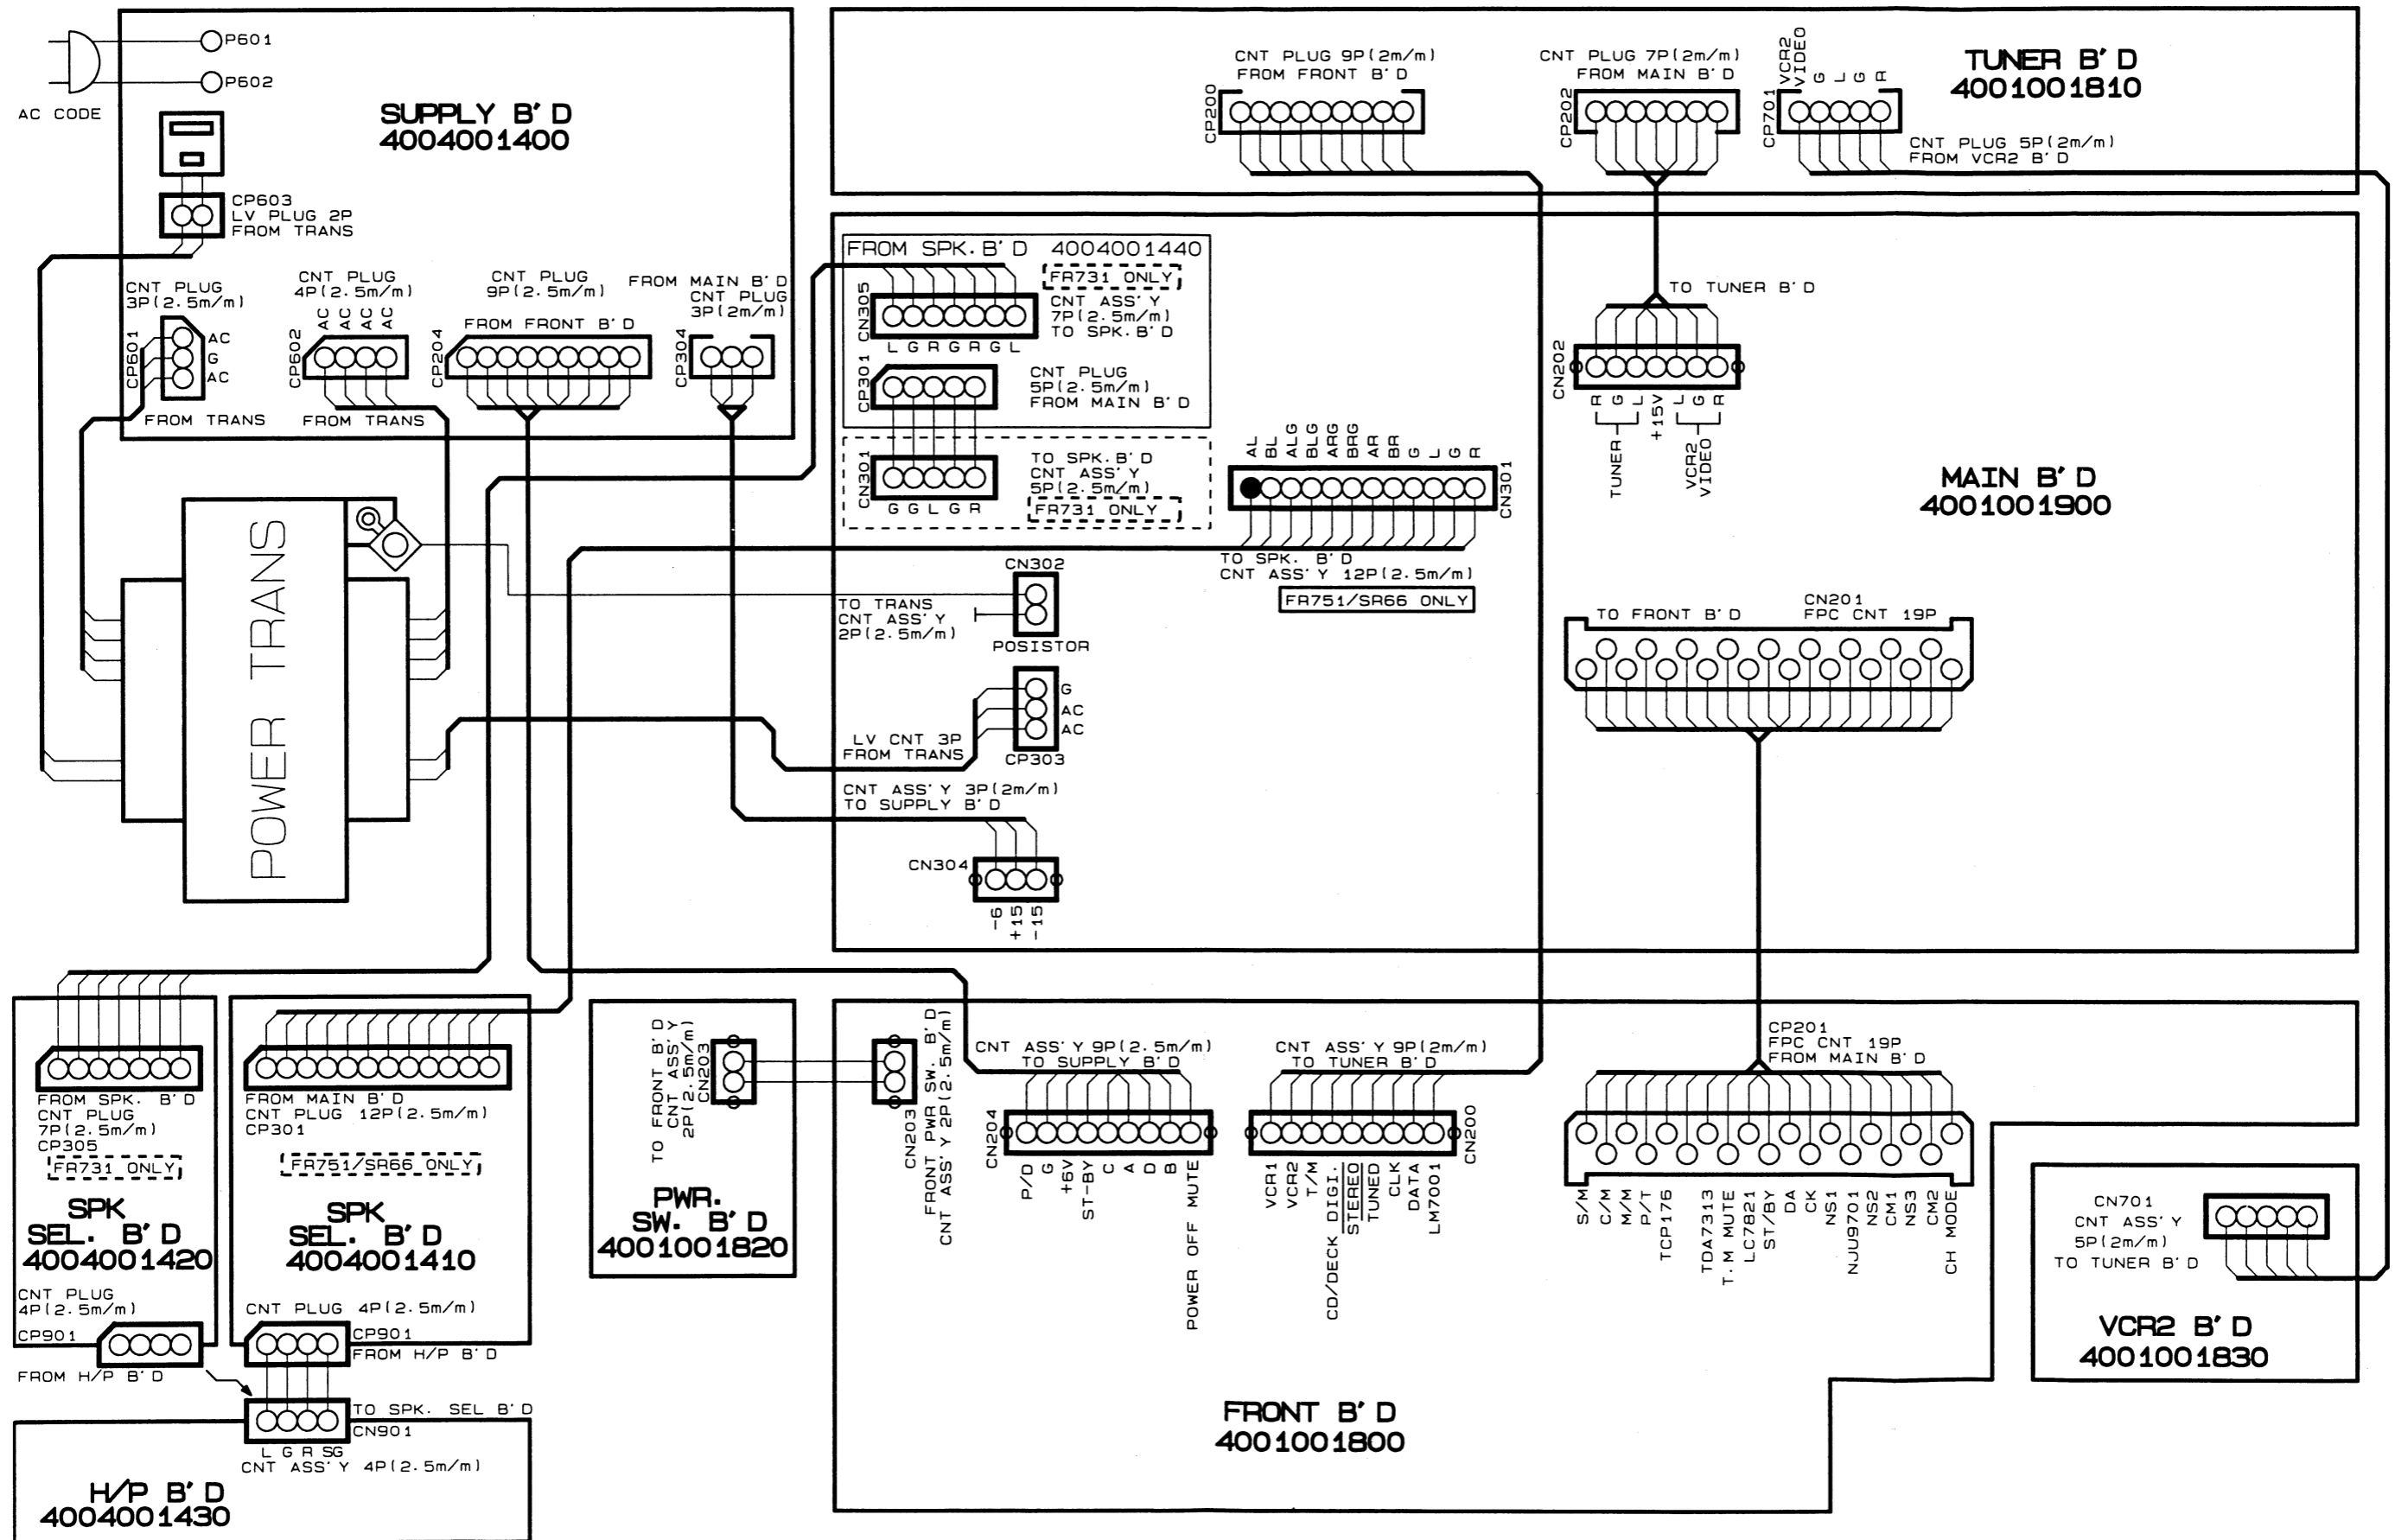 P601
P602
AC CODE
SUPPLY B'D
4004001400
CP603
LV PLUG 2P
FROM TRANS
CNT PLUG
3P(2.5m/m)
CP601
AC
G
AC
FROM TRANS
CNT PLUG
4P(2.5m/m)
AC
AC
AC
AC
CP602
FROM TRANS
CNT PLUG
9P(2.5m/m)
FROM FRONT B'D
CP204
FROM MAIN B'D
CNT PLUG
3P(2m/m)
CP304
CNT PLUG 9P(2m/m)
FROM FRONT B'D
CP200
CNT PLUG 7P(2m/m)
FROM MAIN B'D
CP202
VCR2
VIDEO
G
L
G
R
CP701
CNT PLUG 5P(2m/m)
FROM VCR2 B'D
TUNER B'D
4001001810
FROM SPK.B'D 4004001440
FR731 ONLY
CN305
CNT ASS'Y
7P(2.5m/m)
TO SPK.B'D
L G R G R G L
CP301
CNT PLUG
5P(2.5m/m)
FROM MAIN B'D
CN301
TO SPK.B'D
CNT ASS'Y
5P(2.5m/m)
FR731 ONLY
G G L G R
AL
BL
ALG
BLG
ARG
BRG
AR
BR
G
L
G
R
CN301
TO SPK. B'D
CNT ASS'Y 12P(2.5m/m)
FR751/SR66 ONLY
TO TUNER B'D
CN202
R
G
L
+15V
L
G
R
TUNER
VCR2
VIDEO
MAIN B'D
4001001900
POWER TRANS
CN302
TO TRANS
CNT ASS'Y
2P(2.5m/m)
POSISTOR
G
AC
AC
LV CNT 3P
FROM TRANS
CP303
CNT ASS'Y 3P(2m/m)
TO SUPPLY B'D
CN304
-6
+15
-15
TO FRONT B'D
CN201
FPC CNT 19P
FROM SPK. B'D
CNT PLUG
7P(2.5m/m)
CP305
FR731 ONLY
SPK
SEL. B'D
4004001420
CNT PLUG
4P(2.5m/m)
CP901
FROM H/P B'D
FROM MAIN B'D
CNT PLUG 12P(2.5m/m)
CP301
FR751/SR66 ONLY
SPK
SEL. B'D
4004001410
CNT PLUG 4P(2.5m/m)
CP901
FROM H/P B'D
TO SPK. SEL B'D
CN901
L G R SG
CNT ASS'Y 4P(2.5m/m)
H/P B'D
4004001430
TO FRONT B'D
CNT ASS'Y
2P(2.5m/m)
CN203
PWR.
SW. B'D
4001001820
CN203
FRONT PWR SW. B'D
CNT ASS'Y 2P(2.5m/m)
CNT ASS'Y 9P(2.5m/m)
TO SUPPLY B'D
CN204
P/D
G
+6V
ST-BY
C
A
D
B
POWER OFF MUTE
CNT ASS'Y 9P(2m/m)
TO TUNER B'D
CN200
VCR1
VCR2
T/M
CD/DECK DIGI.
STEREO
TUNED
CLK
DATA
LM7001
CP201
FPC CNT 19P
FROM MAIN B'D
S/M
C/M
M/M
P/T
TCP176
TDA7313
T.M MUTE
LC7821
ST/BY
DA
CK
NS1
NJU9701
NS2
CM1
NS3
CM2
CH MODE
FRONT B'D
4001001800
CN701
CNT ASS'Y
5P(2m/m)
TO TUNER B'D
VCR2 B'D
4001001830